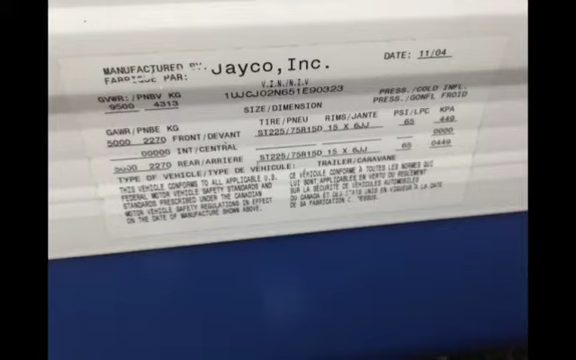 MANUFACTURED BY: Jayco, Inc. DATE: 11/04
FABRIQUE PAR:
V.I.N./N.I.V
GVWR:/PNBV KG 1UJCJ02N651E90323 PRESS./COLD INFL.
9500 4313 SIZE/DIMENSION PRESS./GONFL FROID
GAWR/PNBE KG TIRE/PNEU RIMS/JANTE PSI/LPC KPA
5000 2270 FRONT/DEVANT ST225/75R15D 15 X 6JJ 65 448
00000 INT/CENTRAL 0000
5000 2270 REAR/ARRIERE ST225/75R15D 15 X 6JJ 65 0449
TYPE OF VEHICLE/TYPE DE VEHICULE: TRAILER/CARAVANE
THIS VEHICLE CONFORMS TO ALL APPLICABLE U.S.
FEDERAL MOTOR VEHICLE SAFETY STANDARDS AND
STANDARDS PRESCRIBED UNDER THE CANADIAN
MOTOR VEHICLE SAFETY REGULATIONS IN EFFECT
ON THE DATE OF MANUFACTURE SHOWN ABOVE.
CE VÉHICULE CONFORME À TOUTES LES NORMES QUI
LUI SONT APPLICABLES EN VERTU DU RÈGLEMENT
SUR LA SÉCURITÉ DE VÉHICULES AUTOMOBILES
DU CANADA EN VIGUEUR À LA DATE
DE SA FABRICATION